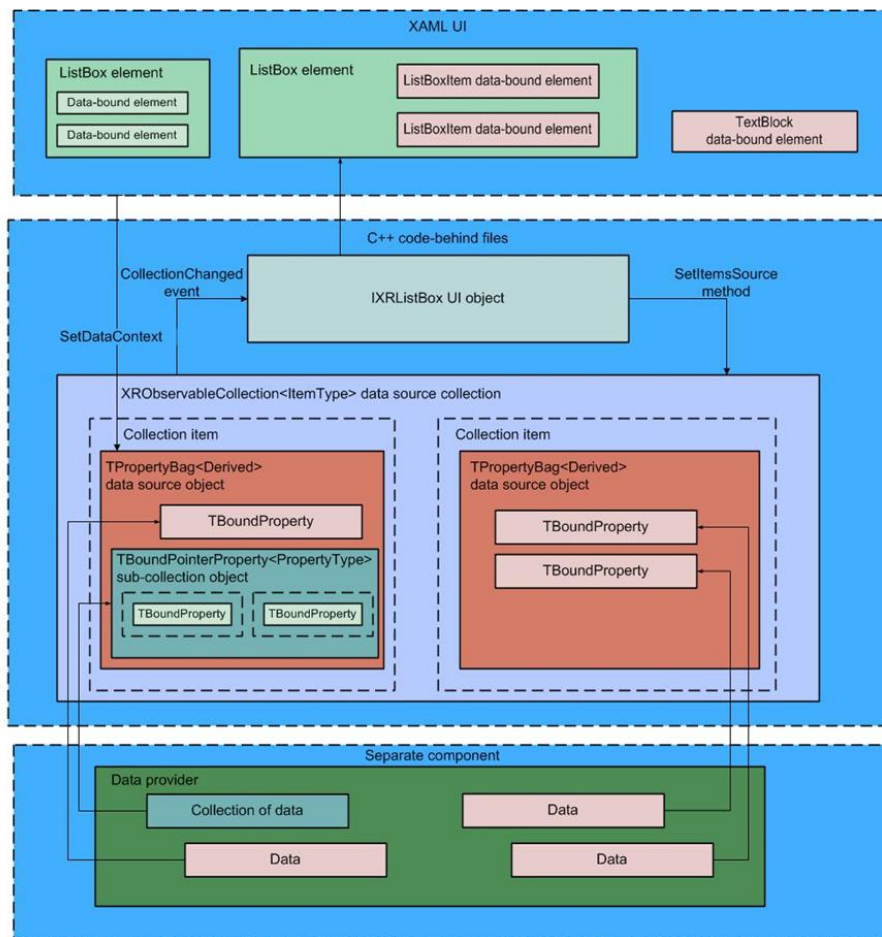 XAML UI
ListBox element
Data-bound element
Data-bound element
ListBox element
ListBoxItem data-bound element
ListBoxItem data-bound element
TextBlock
data-bound element
C++ code-behind files
CollectionChanged
event
IXRListBox UI object
SetItemsSource
method
SetDataContext
XRObservableCollection<ItemType> data source collection
Collection item
TPropertyBag<Derived>
data source object
TBoundProperty
TBoundPointerProperty<PropertyType>
sub-collection object
TBoundProperty
TBoundProperty
Collection item
TPropertyBag<Derived>
data source object
TBoundProperty
TBoundProperty
Separate component
Data provider
Collection of data
Data
Data
Data